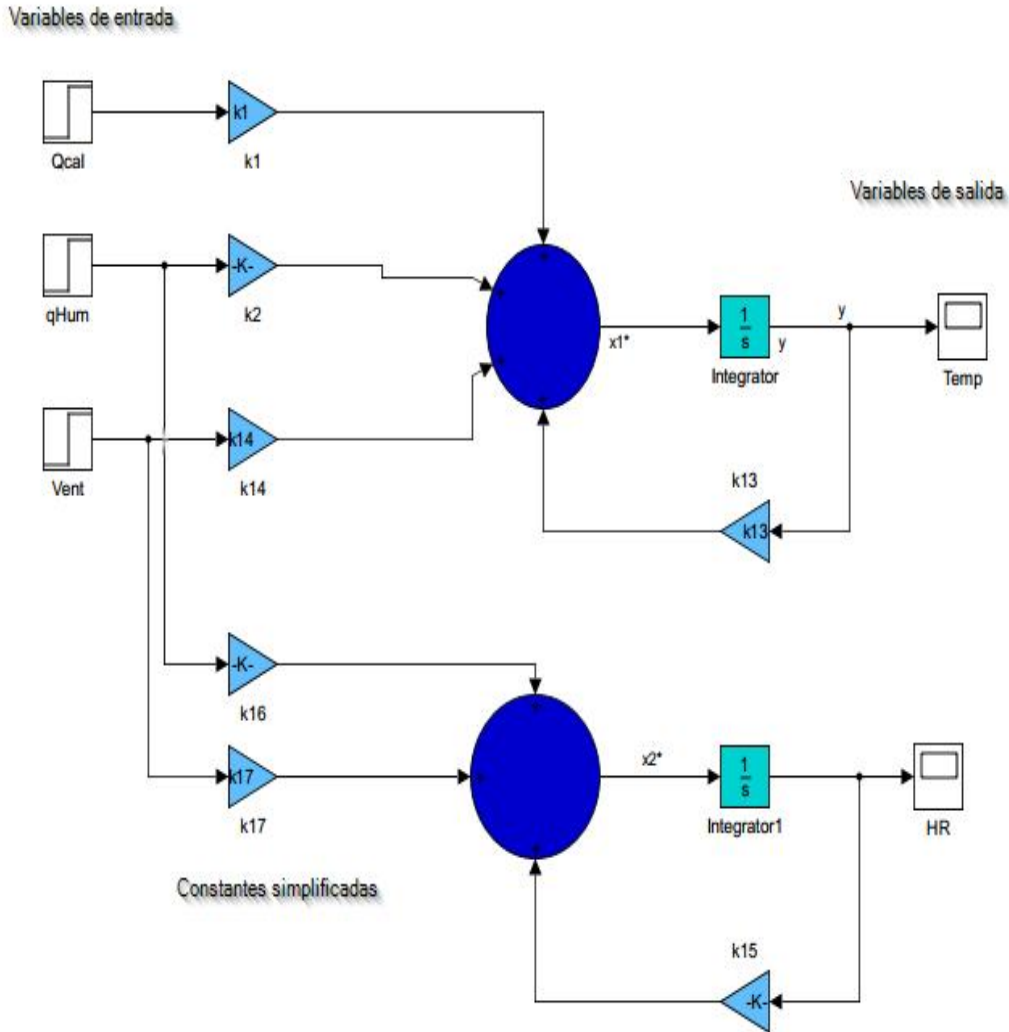 Variables de entrada
k1
Qcal
k1
Variables de salida
-K-
qHum
k2
x1*
1
s
y
y
Integrator
Temp
k14
Vent
k14
k13
k13
-K-
k16
x2*
k17
k17
1
s
Integrator1
HR
Constantes simplificadas
k15
-K-